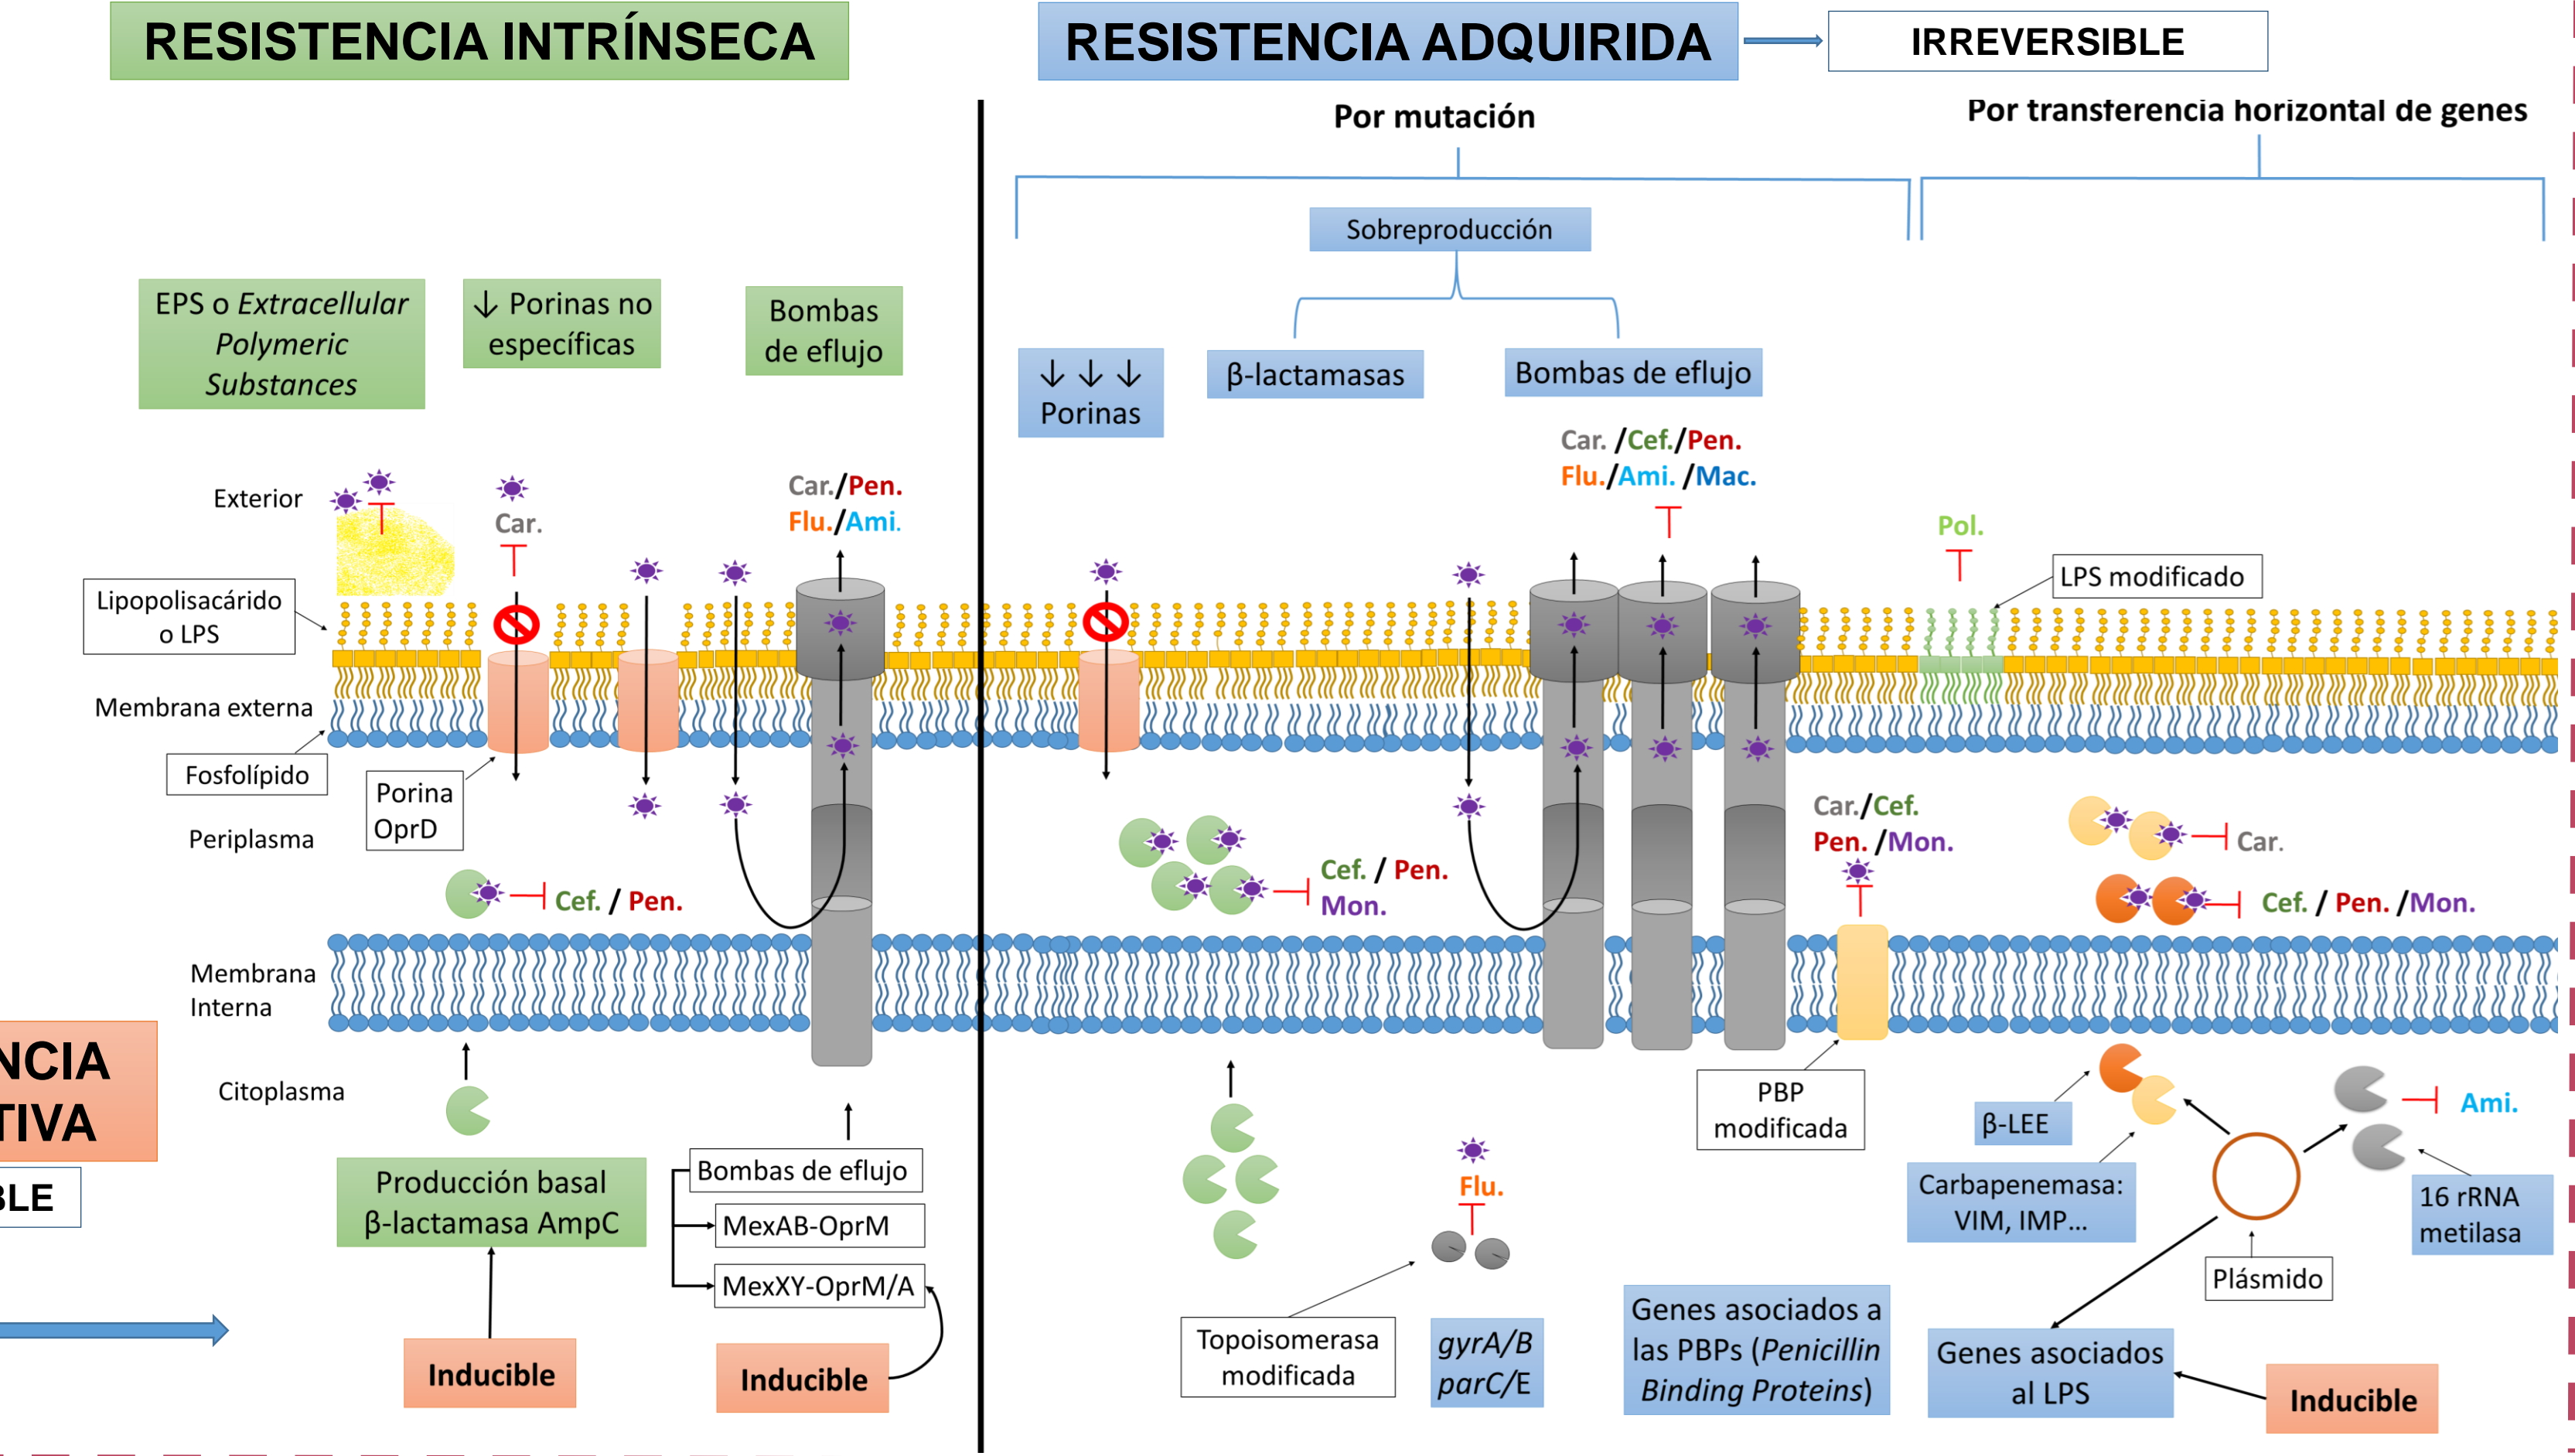 RESISTENCIA INTRÍNSECA
RESISTENCIA ADQUIRIDA
IRREVERSIBLE
Por mutación
Por transferencia horizontal de genes
Sobreproducción
EPS o Extracellular
Polymeric
Substances
↓ Porinas no
específicas
Bombas
de eflujo
↓ ↓ ↓
Porinas
β-lactamasas
Bombas de eflujo
Exterior
Car.
Car./Pen.
Flu./Ami.
Car. /Cef./Pen.
Flu./Ami. /Mac.
Pol.
LPS modificado
Lipopolisacárido
o LPS
Membrana externa
Fosfolípido
Porina
OprD
Periplasma
Cef. / Pen.
Cef. / Pen.
Mon.
Car./Cef.
Pen. /Mon.
Car.
Cef. / Pen. /Mon.
Membrana
Interna
NCIA
TIVA
BLE
Citoplasma
Producción basal
β-lactamasa AmpC
Inducible
Bombas de eflujo
MexAB-OprM
MexXY-OprM/A
Inducible
Flu.
Topoisomerasa
modificada
gyrA/B
parC/E
PBP
modificada
Genes asociados a
las PBPs (Penicillin
Binding Proteins)
β-LEE
Carbapenemasa:
VIM, IMP...
Ami.
16 rRNA
metilasa
Plásmido
Genes asociados
al LPS
Inducible